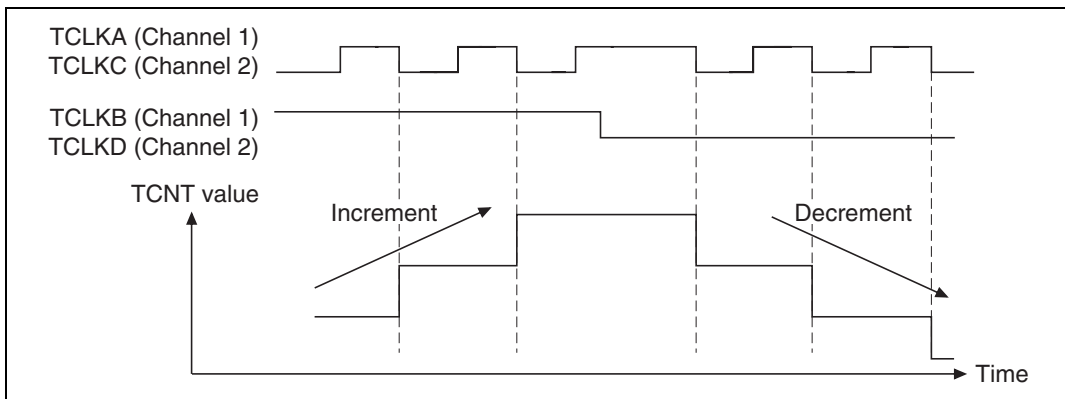 TCLKA (Channel 1)
TCLKC (Channel 2)
TCLKB (Channel 1)
TCLKD (Channel 2)
TCNT value
Increment
Decrement
Time